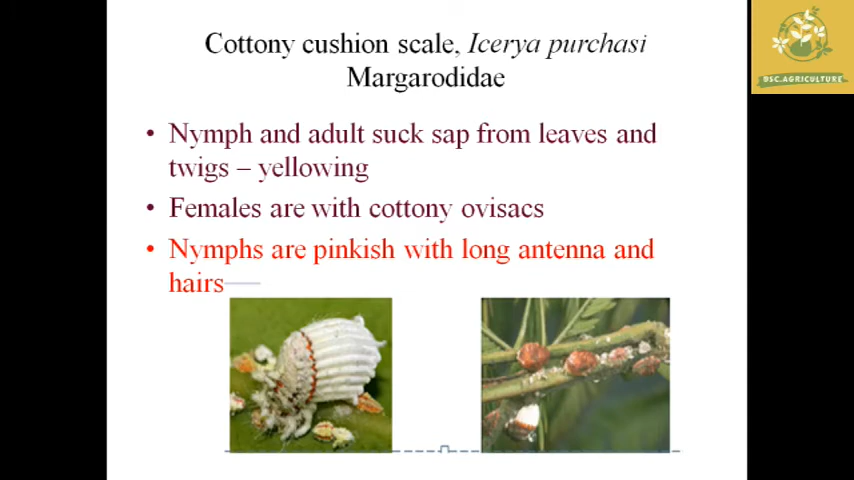 Cottony cushion scale, Icerya purchasi
Margarodidae
• Nymph and adult suck sap from leaves and
twigs – yellowing
• Females are with cottony ovisacs
• Nymphs are pinkish with long antenna and
hairs
DSC.AGRICULTURE